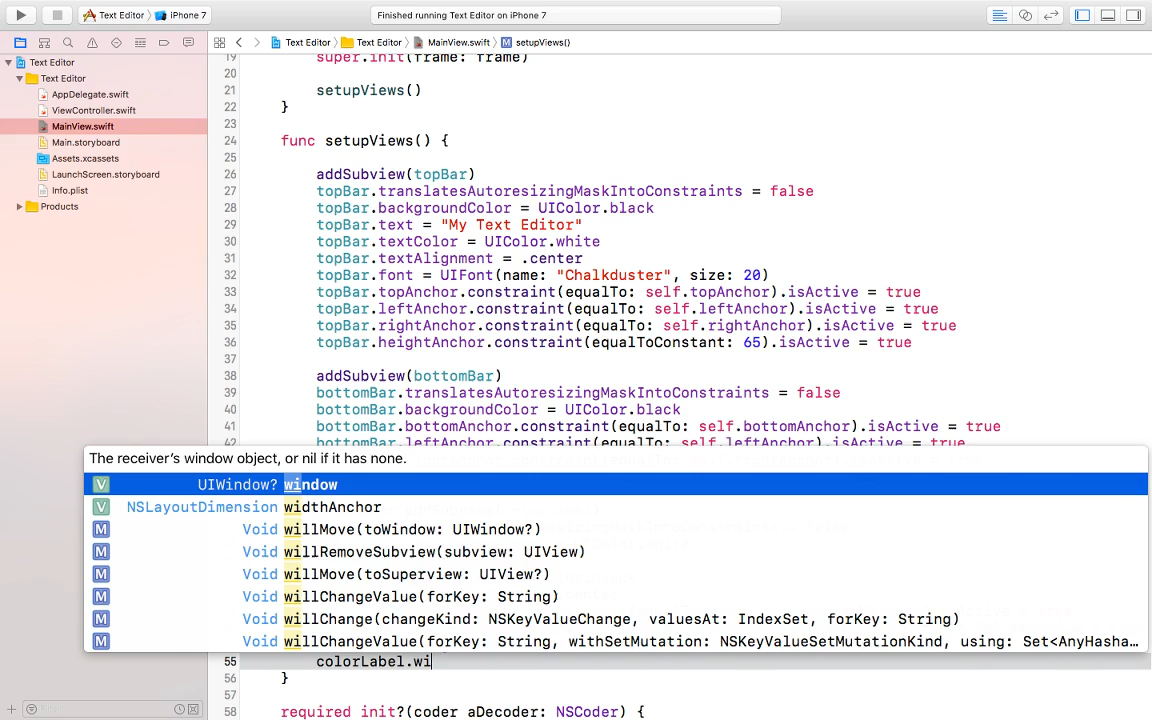 Text Editor
iPhone 7
Finished running Text Editor on iPhone 7
Text Editor
Text Editor
MainView.swift
M setupViews()
Text Editor
Text Editor
AppDelegate.swift
ViewController.swift
MainView.swift
Main.storyboard
Assets.xcassets
LaunchScreen.storyboard
Info.plist
Products
Filter
19 super.init(frame: frame)
20
21 setupViews()
22 }
23
24 func setupViews() {
25
26 addSubview(topBar)
27 topBar.translatesAutoresizingMaskIntoConstraints = false
28 topBar.backgroundColor = UIColor.black
29 topBar.text = "My Text Editor"
30 topBar.textColor = UIColor.white
31 topBar.textAlignment = .center
32 topBar.font = UIFont(name: "Chalkduster", size: 20)
33 topBar.topAnchor.constraint(equalTo: self.topAnchor).isActive = true
34 topBar.leftAnchor.constraint(equalTo: self.leftAnchor).isActive = true
35 topBar.rightAnchor.constraint(equalTo: self.rightAnchor).isActive = true
36 topBar.heightAnchor.constraint(equalToConstant: 65).isActive = true
37
38 addSubview(bottomBar)
39 bottomBar.translatesAutoresizingMaskIntoConstraints = false
40 bottomBar.backgroundColor = UIColor.black
41 bottomBar.bottomAnchor.constraint(equalTo: self.bottomAnchor).isActive = true
42 bottomBar.leftAnchor.constraint(equalTo: self.leftAnchor).isActive = true
The receiver's window object, or nil if it has none.
V UIWindow? window
V NSLayoutDimension widthAnchor
M Void willMove(toWindow: UIWindow?)
M Void willRemoveSubview(subview: UIView)
M Void willMove(toSuperview: UIView?)
M Void willChangeValue(forKey: String)
M Void willChange(changeKind: NSKeyValueChange, valuesAt: IndexSet, forKey: String)
M Void willChangeValue(forKey: String, withSetMutation: NSKeyValueSetMutationKind, using: Set<AnyHasha…
55 colorLabel.wi
56 }
57
58 required init?(coder aDecoder: NSCoder) {